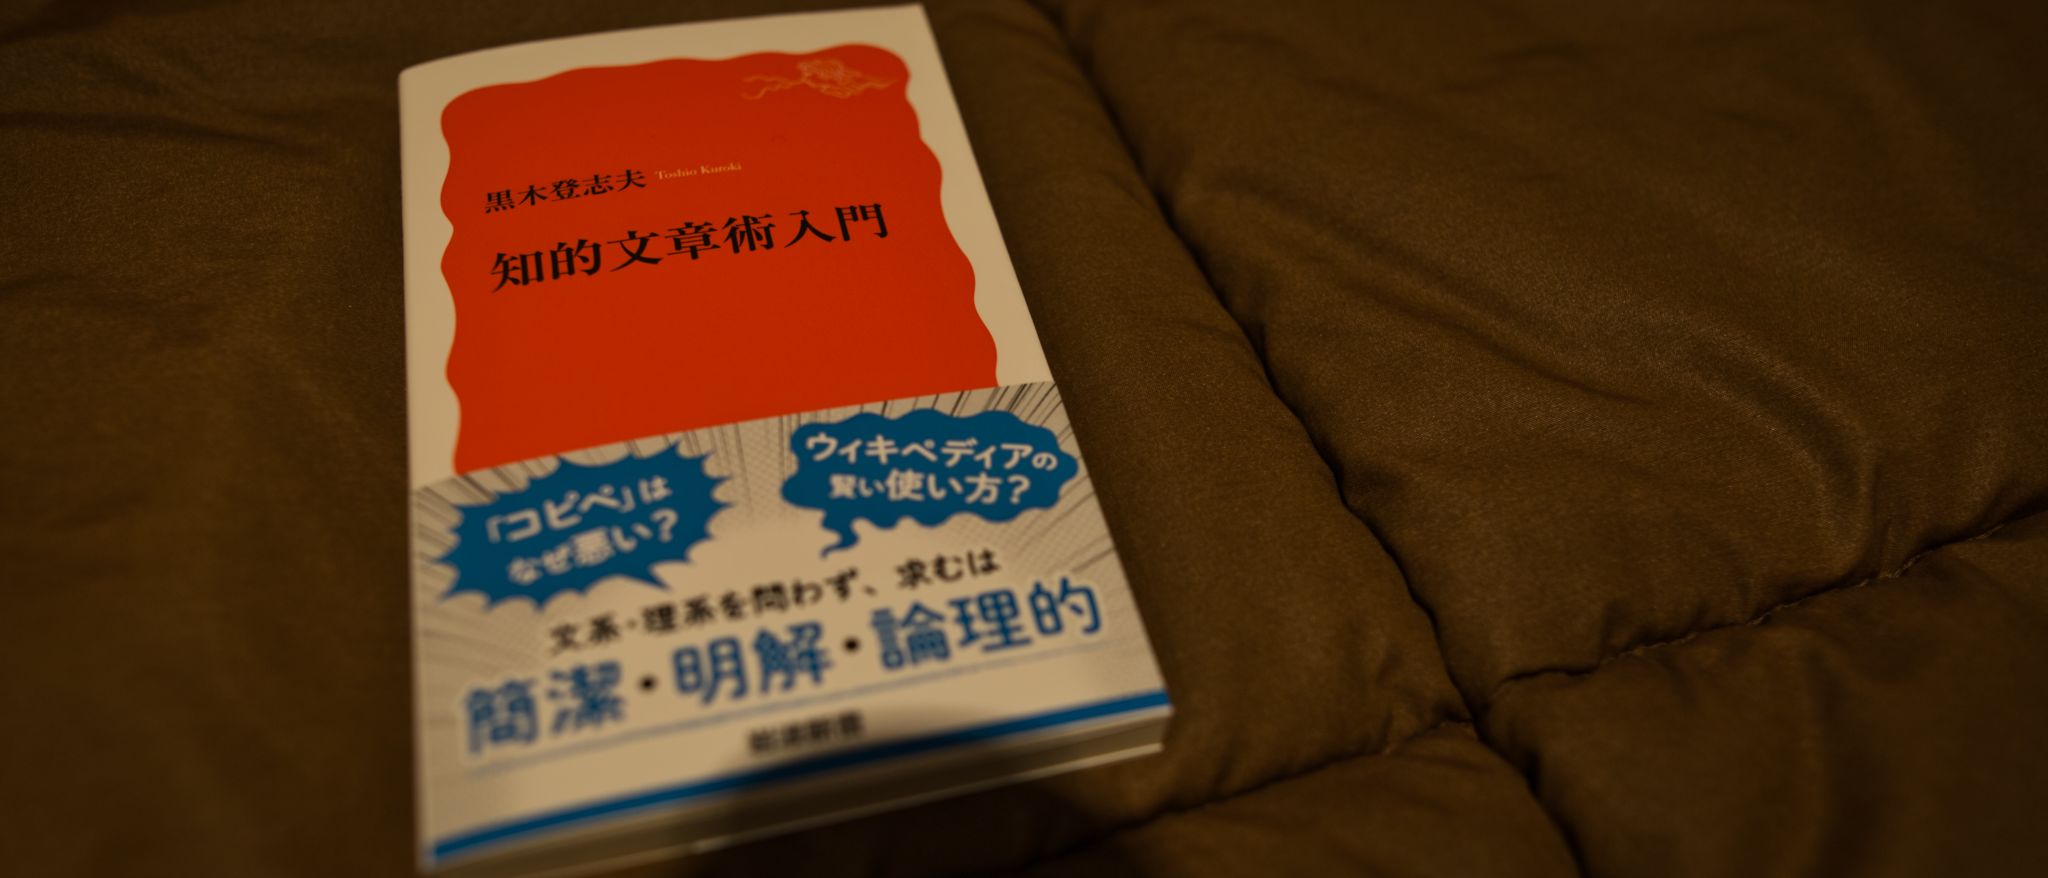 黒木登志夫 Toshio Kuroki
知的文章術入門
「コピペ」は
なぜ悪い?
ウィキペディアの
賢い使い方?
文系・理系を問わず、求むは
簡潔・明解・論理的
岩波新書